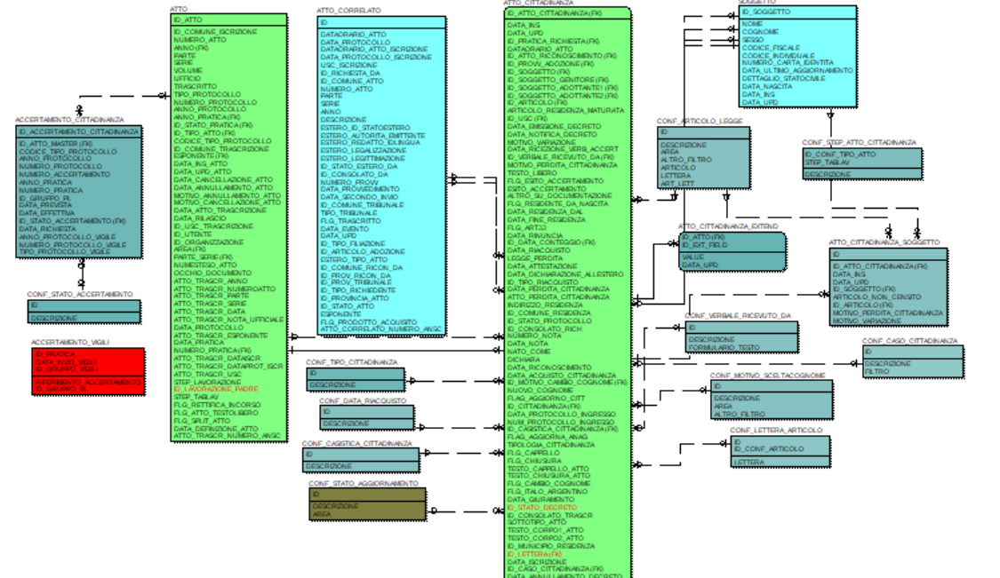 ATTO
ID_ATTO
ID_COMUNE_ISCRIZIONE
NUMERO_ATTO
ANNO (FK)
PARTE
SERIE
VOLUME
UFFICIO
TRASCRITTO
TIPO_PROTOCOLLO
NUMERO_PROTOCOLLO
ANNO_PROTOCOLLO
ANNO_PRATICA (FK)
ID_STATO_PRATICA (FK)
ID_TIPO_ATTO (FK)
CODICE_TIPO_PROTOCOLLO
ID_COMUNE_TRASCRIZIONE
ESPONENTE (FK)
DATA_INS_ATTO
DATA_UPD_ATTO
DATA_CANCELLAZIONE_ATTO
DATA_ANNULLAMENTO_ATTO
MOTIVO_ANNULLAMENTO_ATTO
MOTIVO_CANCELLAZIONE_ATTO
DATA_ATTO_TRASCRIZIONE
DATA_RILASCIO
ID_USC_TRASCRIZIONE
ID_UTENTE
ID_ORGANIZZAZIONE
AREA (FK)
PARTE_SERIE (FK)
NUMESTESO_ATTO
OCCHIO_DOCUMENTO
ATTO_TRASCR_ANNO
ATTO_TRASCR_NUMEROATTO
ATTO_TRASCR_PARTE
ATTO_TRASCR_SERIE
ATTO_TRASCR_DATA
ATTO_TRASCR_NOTA_UFFICIALE
DATA_PROTOCOLLO
ATTO_TRASCR_ESPONENTE
DATA_PRATICA
NUMERO_PRATICA (FK)
ATTO_TRASCR_DATAISCR
ATTO_TRASCR_DATAPROT_ISCR
ATTO_TRASCR_USC
STEP_LAVORAZIONE
ID_LAVORAZIONE_PADRE
STEP_TABLAV
FLG_RETTIFICA_INCORSO
FLG_ATTO_TESTOLIBERO
FLG_SPLIT_ATTO
DATA_DEFINIZIONE_ATTO
ATTO_TRASCR_NUMERO_ANSC
ATTO_CORRELATO
ID
DATAORARIO_ATTO
DATA_PROTOCOLLO
DATAORARIO_ATTO_ISCRIZIONE
DATA_PROTOCOLLO_ISCRIZIONE
USC_ISCRIZIONE
ID_RICHIESTA_DA
ID_COMUNE_ATTO
NUMERO_ATTO
PARTE
SERIE
ANNO
DESCRIZIONE
ESTERO_ID_STATOESTERO
ESTERO_AUTORITA_EMITTENTE
ESTERO_REDATTO_IDLINGUA
ESTERO_LEGALIZZAZIONE
ESTERO_LEGITTIMAZIONE
ID_STATO_ESTERO_DA
ID_CONSOLATO_DA
NUMERO_PROVV
DATA_PROVVEDIMENTO
DATA_SECONDO_INVIO
ID_COMUNE_TRIBUNALE
TIPO_TRIBUNALE
FLG_TRASCRITTO
DATA_EVENTO
DATA_UPD
ID_TIPO_FILIAZIONE
ID_ARTICOLO_ADOZIONE
ESTERO_TIPO_ATTO
ID_COMUNE_RICON_DA
ID_PROV_RICON_DA
ID_PROV_TRIBUNALE
ID_TIPO_RICHIEDENTE
ID_PROVINCIA_ATTO
ID_STATO_ATTO
ESPONENTE
FLG_PRODOTTO_ACQUISITO
ATTO_CORRELATO_NUMERO_ANSC
ATTO_CITTADINANZA
ID_ATTO_CITTADINANZA (FK)
DATA_INS
DATA_UPD
ID_PRATICA_RICHIESTA (FK)
DATAORARIO_ATTO
ID_ATTO_RICONOSCIMENTO (FK)
ID_PROVV_ADOZIONE (FK)
ID_SOGGETTO (FK)
ID_SOGGETTO_GENITORE (FK)
ID_SOGGETTO_ADOTTANTE1 (FK)
ID_SOGGETTO_ADOTTANTE2 (FK)
ID_ARTICOLO (FK)
ARTICOLO_RESIDENZA_MATURATA
ID_USC (FK)
DATA_EMISSIONE_DECRETO
DATA_NOTIFICA_DECRETO
MOTIVO_VARIAZIONE
DATA_RICEZIONE_VERB_ACCERT
ID_VERBALE_RICEVUTO_DA (FK)
MOTIVO_PERDITA_CITTADINANZA
TESTO_LIBERO
FLG_ESITO_ACCERTAMENTO
ESITO_ACCERTAMENTO
ALTRO_SU_DOCUMENTAZIONE
FLG_RESIDENTE_DA_NASCITA
DATA_RESIDENZA_DAL
DATA_FINE_RESIDENZA
FLG_ART33
DATA_RINUNCIA
ID_DATA_CONTEGGIO (FK)
DATA_RIACQUISTO
LEGGE_PERDITA
DATA_ATTESTAZIONE
DATA_DICHIARAZIONE_ALLESTERO
ID_TIPO_RIACQUISTO
DATA_PERDITA_CITTADINANZA
ATTO_PERDITA_CITTADINANZA
INDIRIZZO_RESIDENZA
ID_COMUNE_RESIDENZA
ID_STATO_PROTOCOLLO
ID_CONSOLATO_RICH
NUMERO_NOTA
DATA_NOTA
NATO_COME
DICHIARA
DATA_RICONOSCIMENTO
DATA_ACQUISTO_CITTADINANZA
ID_MOTIVO_CAMBIO_COGNOME (FK)
NUOVO_COGNOME
FLAG_AGGIORNO_CITT
ID_CITTADINANZA (FK)
DATA_PROTOCOLLO_INGRESSO
NUM_PROTOCOLLO_INGRESSO
ID_CASISTICA_CITTADINANZA (FK)
FLAG_AGGIORNA_ANAG
TIPOLOGIA_CITTADINANZA
FLG_CAPPELLO
FLG_CHIUSURA
TESTO_CAPPELLO_ATTO
TESTO_CHIUSURA_ATTO
FLG_CAMBIO_COGNOME
FLG_ITALO_ARGENTINO
DATA_GIURAMENTO
ID_STATO_DECRETO
ID_CONSOLATO_TRASCR
SOTTOTIPO_ATTO
TESTO_CORPO1_ATTO
TESTO_CORPO2_ATTO
ID_MUNICIPIO_RESIDENZA
ID_LETTERA (FK)
DATA_ISCRIZIONE
ID_CASO_CITTADINANZA (FK)
DATA_ANNULLAMENTO_DECRETO
SOGGETTO
ID_SOGGETTO
NOME
COGNOME
SESSO
CODICE_FISCALE
CODICE_INDIVIDUALE
NUMERO_CARTA_IDENTITA
DATA_ULTIMO_AGGIORNAMENTO
DETTAGLIO_STATOCIVILE
DATA_NASCITA
DATA_INS
DATA_UPD
ACCERTAMENTO_CITTADINANZA
ID_ACCERTAMENTO_CITTADINANZA
ID_ATTO_MASTER (FK)
CODICE_TIPO_PROTOCOLLO
ANNO_PROTOCOLLO
NUMERO_PROTOCOLLO
NUMERO_ACCERTAMENTO
ANNO_PRATICA
NUMERO_PRATICA
ID_GRUPPO_PL
DATA_PREVISTA
DATA_EFFETTIVA
ID_STATO_ACCERTAMENTO (FK)
DATA_RICHIESTA
ANNO_PROTOCOLLO_VIGILE
NUMERO_PROTOCOLLO_VIGILE
TIPO_PROTOCOLLO_VIGILE
CONF_STATO_ACCERTAMENTO
ID
DESCRIZIONE
ACCERTAMENTO_VIGILI
ID_PRATICA
DATA_INVIO_VIGILI
ID_GRUPPO_VIGILI
RIFERIMENTO_ACCERTAMENTO
ID_GRUPPO_PL
CONF_TIPO_CITTADINANZA
ID
DESCRIZIONE
CONF_DATA_RIACQUISTO
ID
DESCRIZIONE
CONF_CASISTICA_CITTADINANZA
ID
DESCRIZIONE
CONF_STATO_AGGIORNAMENTO
ID
DESCRIZIONE
AREA
CONF_ARTICOLO_LEGGE
ID
DESCRIZIONE
AREA
ALTRO_FILTRO
ARTICOLO
LETTERA
ART_LETT
CONF_STEP_ATTO_CITTADINANZA
ID_CONF_TIPO_ATTO
STEP_TABLAV
DESCRIZIONE
ATTO_CITTADINANZA_EXTEND
ID_ATTO (FK)
ID_EXT_FIELD
VALUE
DATA_UPD
ATTO_CITTADINANZA_SOGGETTO
ID
ID_ATTO_CITTADINANZA (FK)
DATA_INS
DATA_UPD
ID_SOGGETTO (FK)
ARTICOLO_NON_CENSITO
ID_ARTICOLO (FK)
MOTIVO_PERDITA_CITTADINANZA
MOTIVO_VARIAZIONE
CONF_VERBALE_RICEVUTO_DA
ID
DESCRIZIONE
FORMULARIO_TESTO
CONF_CASO_CITTADINANZA
ID
DESCRIZIONE
FILTRO
CONF_MOTIVO_SCELTACOGNOME
ID
DESCRIZIONE
AREA
ALTRO_FILTRO
CONF_LETTERA_ARTICOLO
ID
ID_CONF_ARTICOLO
LETTERA